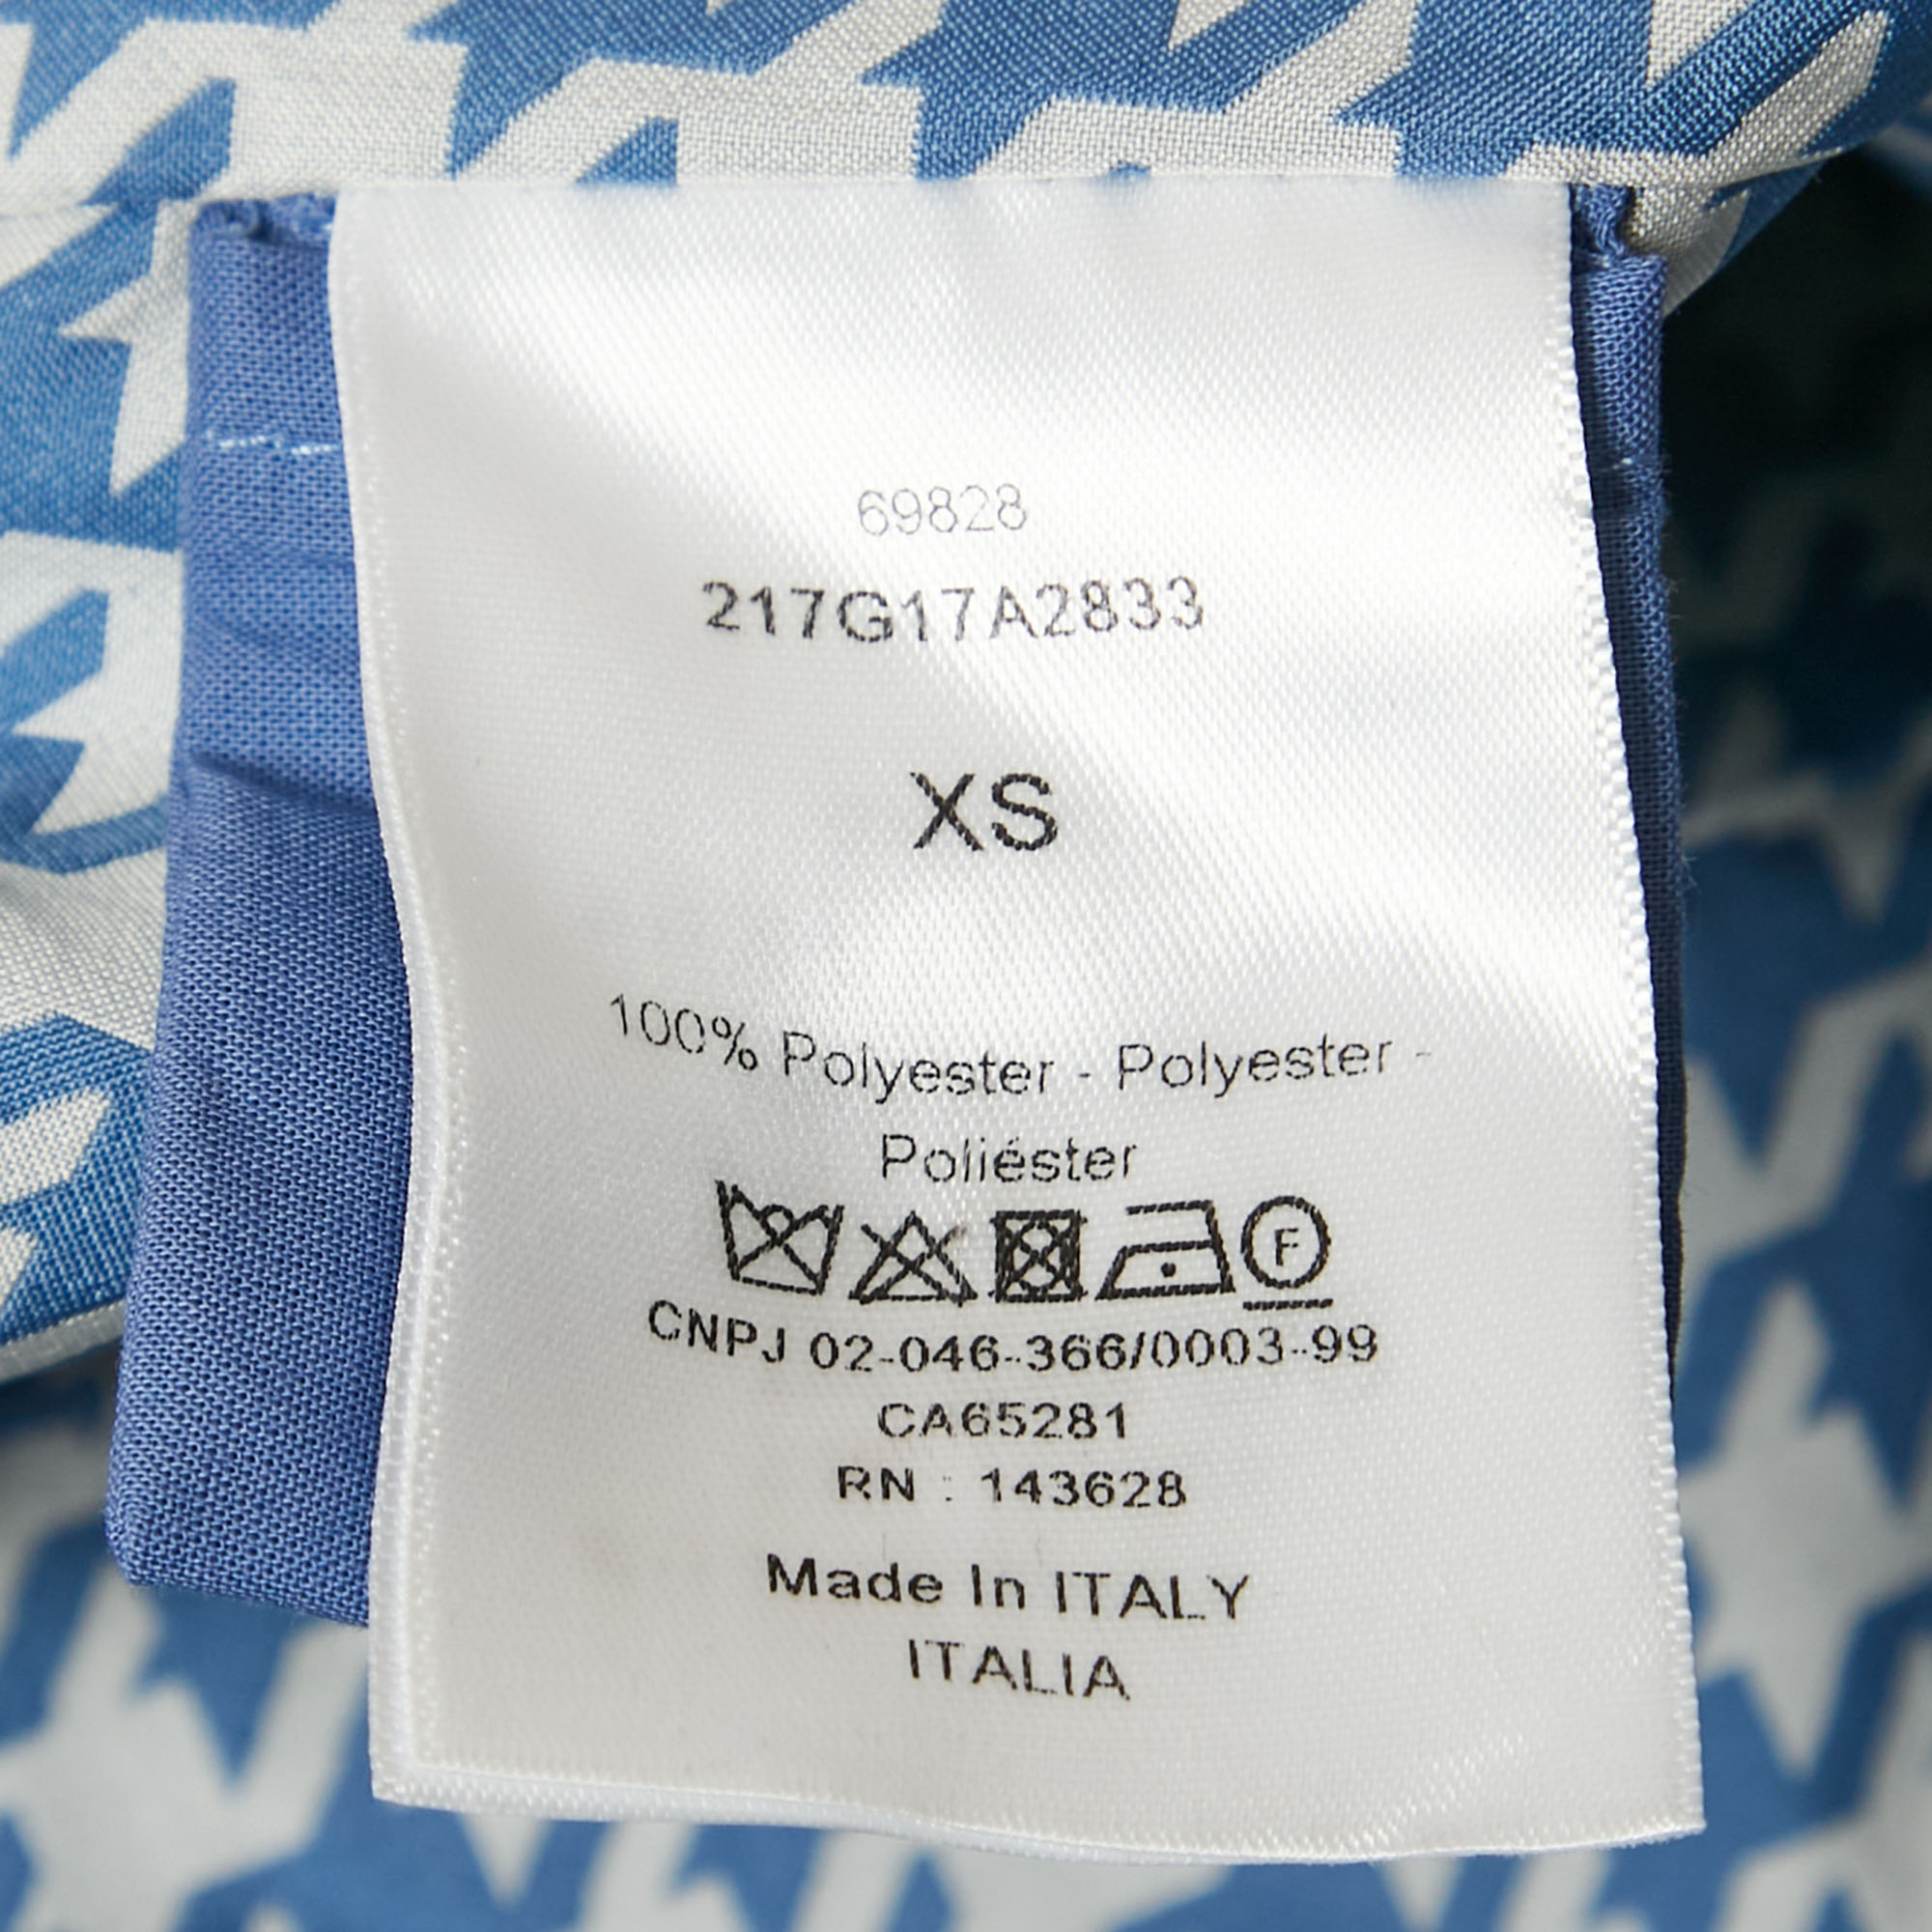 69828
217G17A2833
XS
100% Polyester - Polyester -
Poliéster
F
CNPJ 02-046-366/0003-99
CA65281
RN : 143628
Made In ITALY
ITALIA